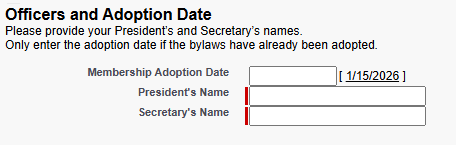 Officers and Adoption Date
Please provide your President's and Secretary's names.
Only enter the adoption date if the bylaws have already been adopted.
Membership Adoption Date [ 1/15/2026 ]
President's Name
Secretary's Name